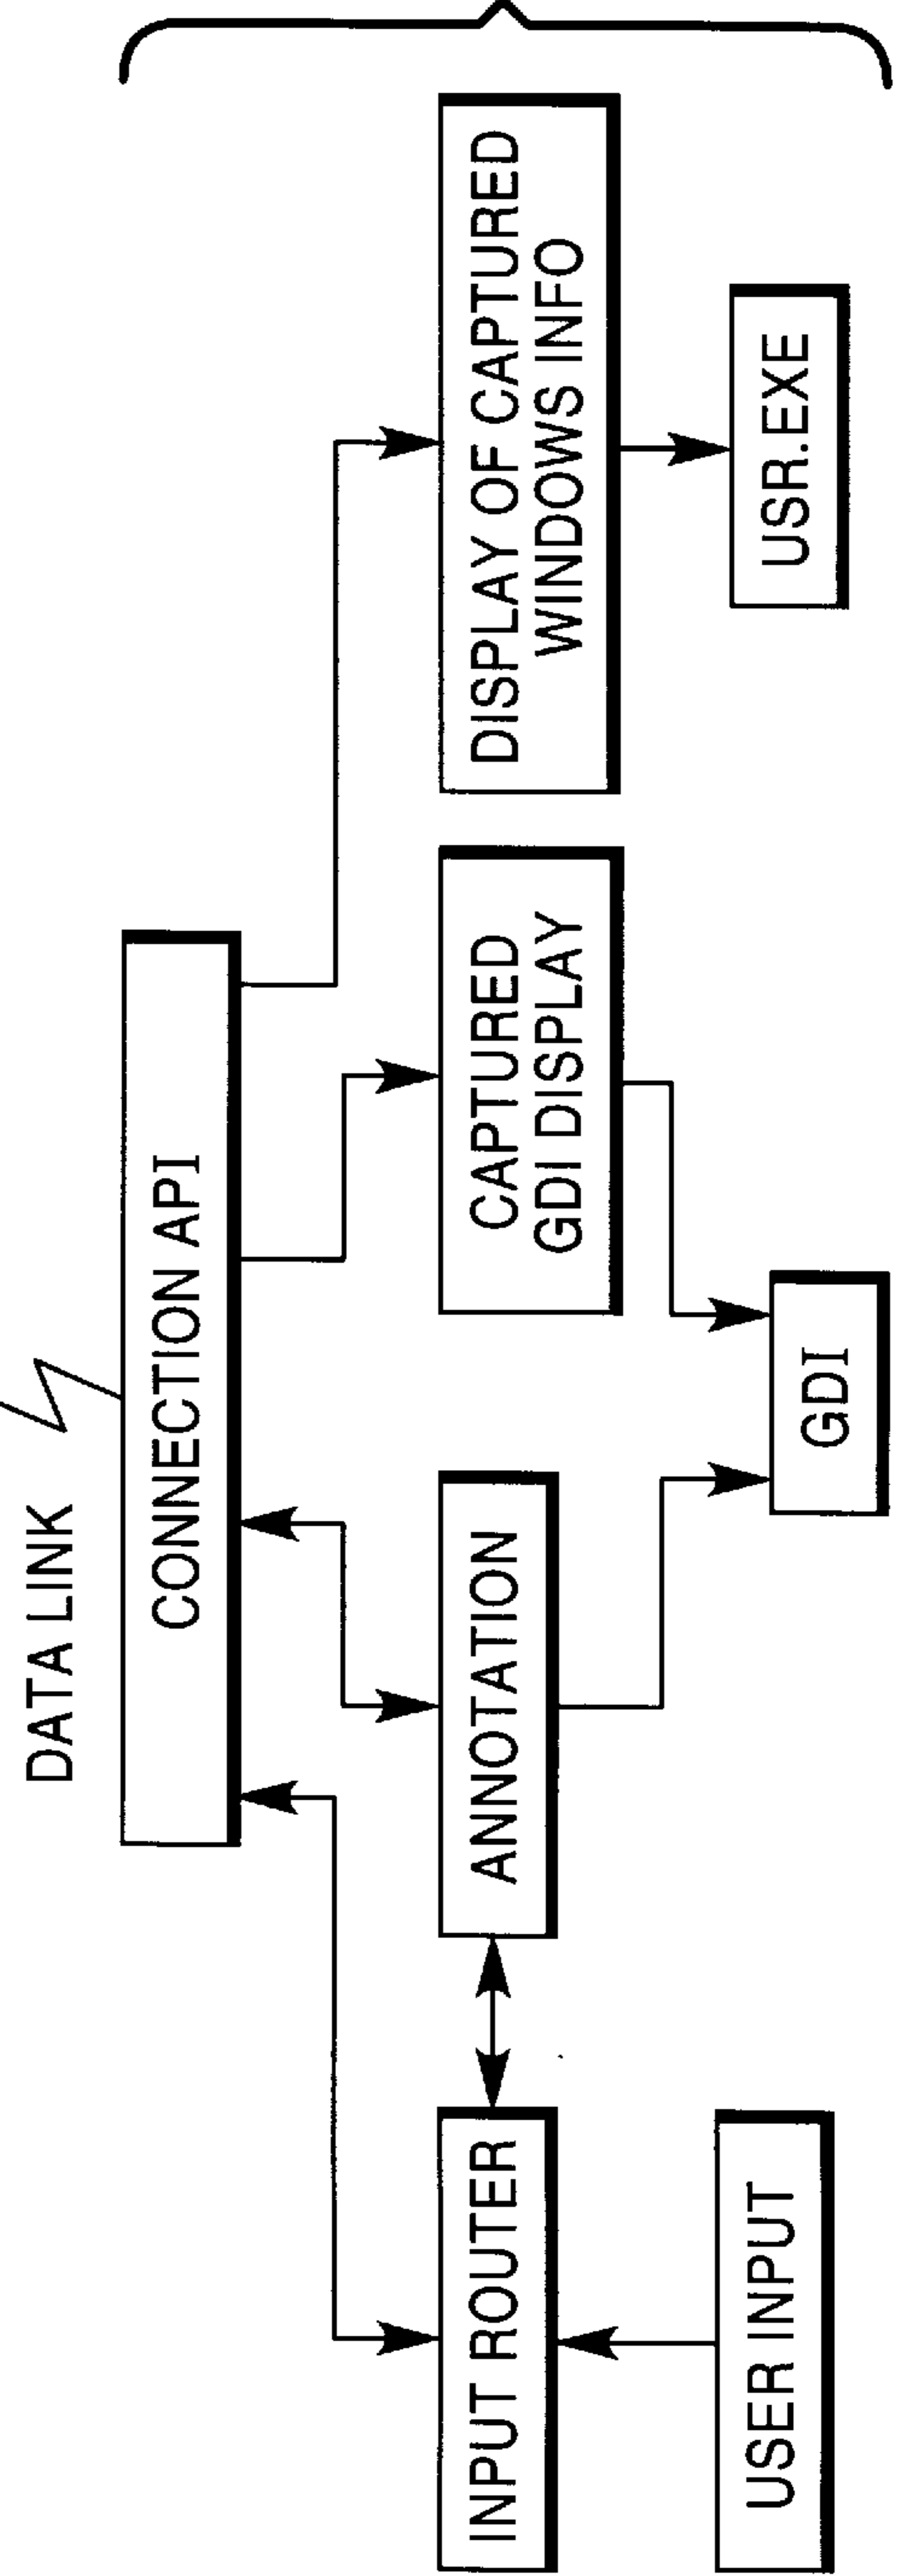 DATA LINK
CONNECTION API
INPUT ROUTER
ANNOTATION
CAPTURED
GDI DISPLAY
DISPLAY OF CAPTURED
WINDOWS INFO
USER INPUT
GDI
USR.EXE